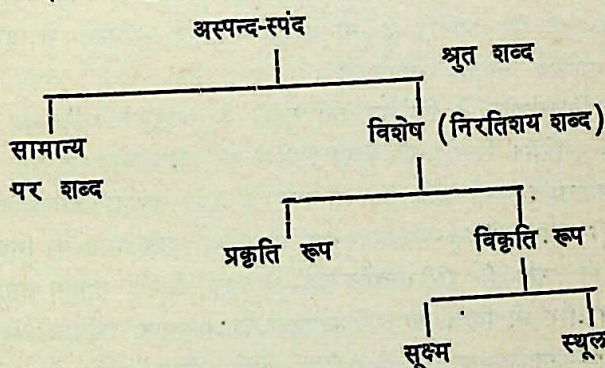 अस्पन्द-स्पंद
श्रुत शब्द
सामान्य
पर शब्द
विशेष (निरतिशय शब्द)
प्रकृति रूप
विकृति रूप
सूक्ष्म
स्थूल